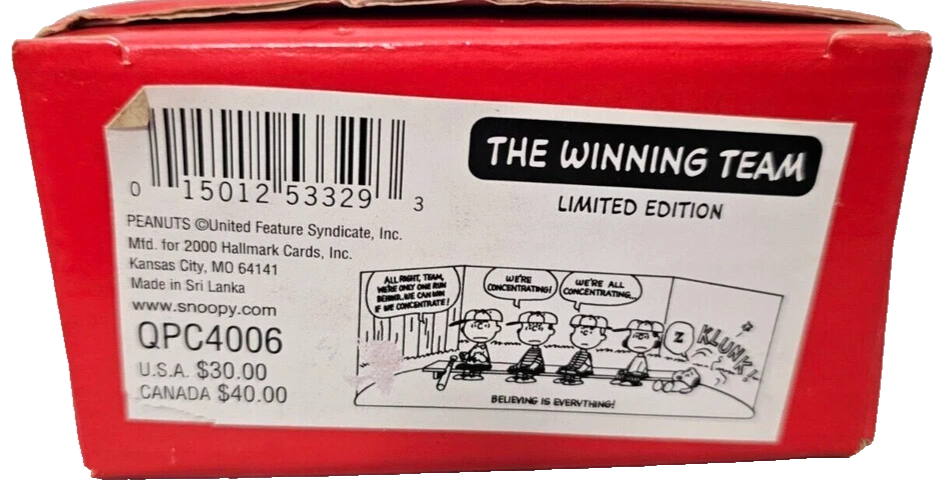 0 15012 53329 3
PEANUTS ©United Feature Syndicate, Inc.
Mfd. for 2000 Hallmark Cards, Inc.
Kansas City, MO 64141
Made in Sri Lanka
www.snoopy.com
QPC4006
U.S.A. $30.00
CANADA $40.00
THE WINNING TEAM
LIMITED EDITION
ALL RIGHT, TEAM,
WE'RE ONLY ONE RUN
BEHIND...WE CAN WIN
IF WE CONCENTRATE!
WE'RE
CONCENTRATING!
WE'RE ALL
CONCENTRATING...
Z
KLUNK!
BELIEVING IS EVERYTHING!